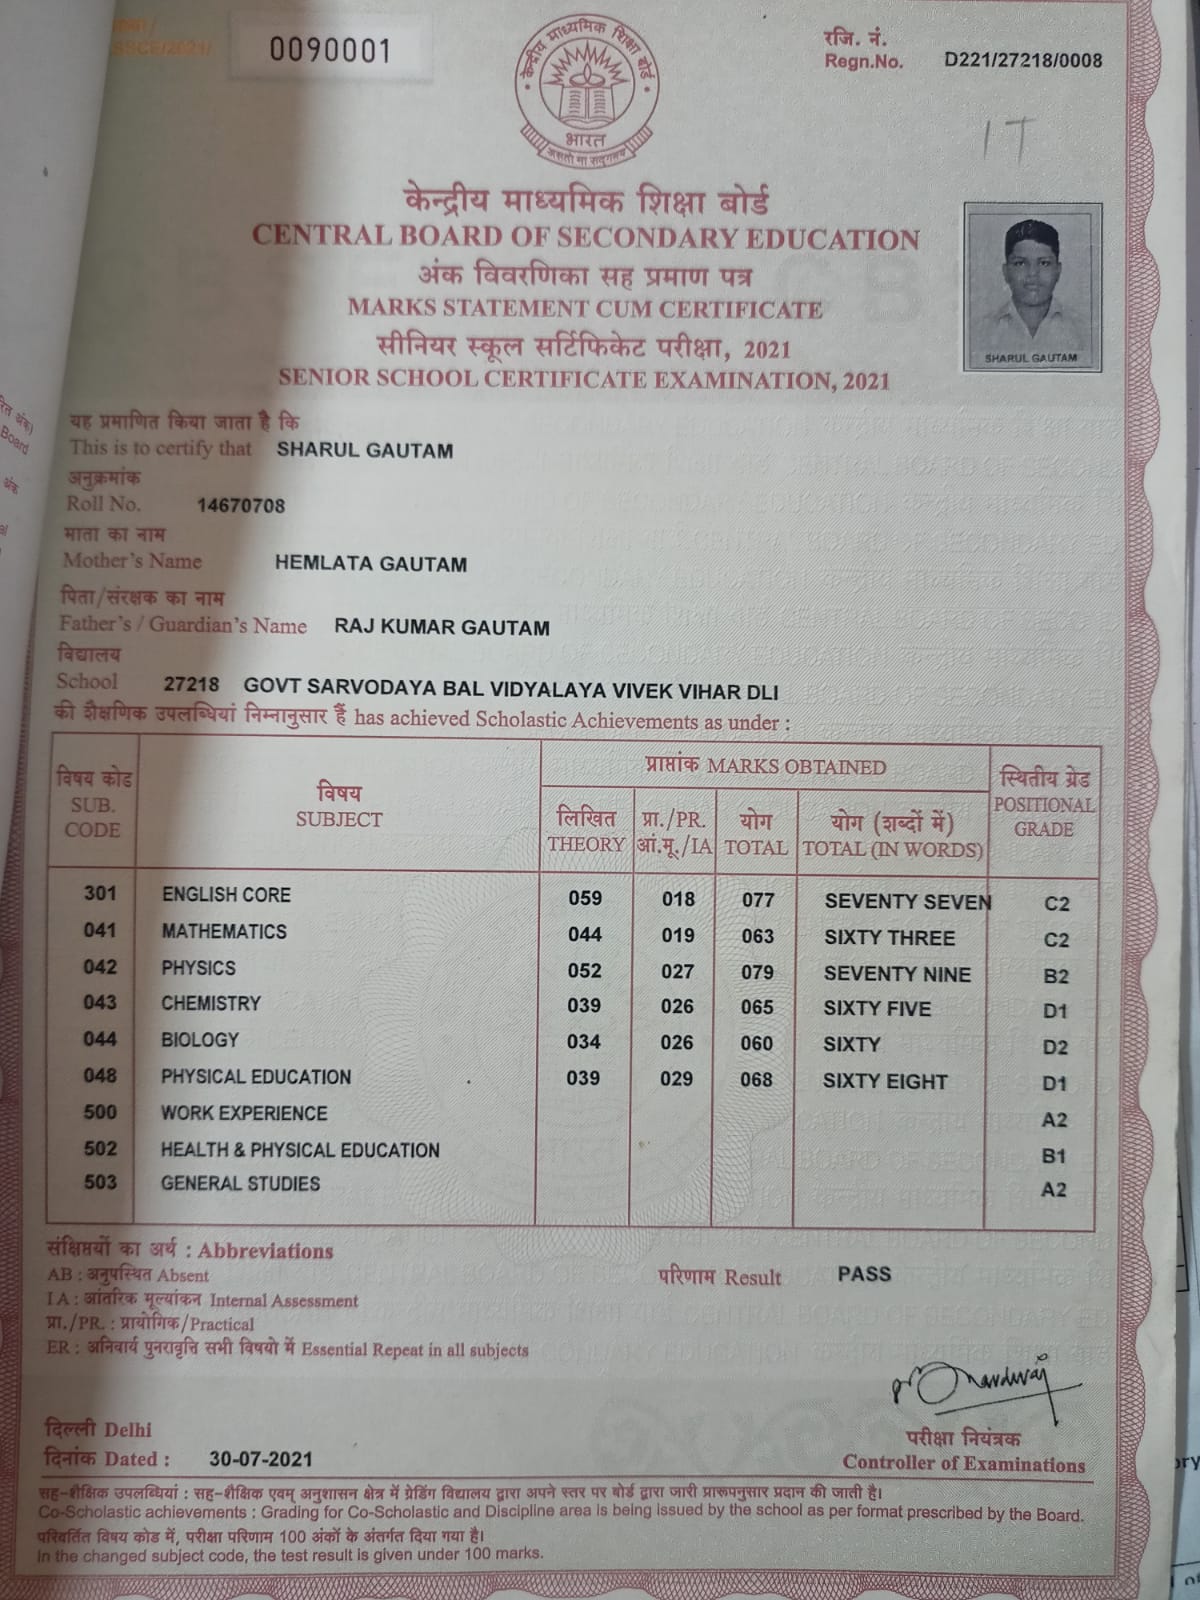 SSCE/2021/
0090001
केन्द्रीय माध्यमिक शिक्षा बोर्ड
भारत
असतो मा सद्गमय
रजि. नं.
Regn.No. D221/27218/0008
IT
केन्द्रीय माध्यमिक शिक्षा बोर्ड
CENTRAL BOARD OF SECONDARY EDUCATION
अंक विवरणिका सह प्रमाण पत्र
MARKS STATEMENT CUM CERTIFICATE
सीनियर स्कूल सर्टिफिकेट परीक्षा, 2021
SENIOR SCHOOL CERTIFICATE EXAMINATION, 2021
SHARUL GAUTAM
यह प्रमाणित किया जाता है कि
This is to certify that SHARUL GAUTAM
अनुक्रमांक
Roll No. 14670708
माता का नाम
Mother's Name HEMLATA GAUTAM
पिता/संरक्षक का नाम
Father's / Guardian's Name RAJ KUMAR GAUTAM
विद्यालय
School 27218 GOVT SARVODAYA BAL VIDYALAYA VIVEK VIHAR DLI
की शैक्षणिक उपलब्धियां निम्नानुसार हैं has achieved Scholastic Achievements as under :
विषय कोड
SUB.
CODE
विषय
SUBJECT
प्राप्तांक MARKS OBTAINED
लिखित
THEORY
प्रा./PR.
आं.मू./IA
योग
TOTAL
योग (शब्दों में)
TOTAL (IN WORDS)
स्थितीय ग्रेड
POSITIONAL
GRADE
301 ENGLISH CORE 059 018 077 SEVENTY SEVEN C2
041 MATHEMATICS 044 019 063 SIXTY THREE C2
042 PHYSICS 052 027 079 SEVENTY NINE B2
043 CHEMISTRY 039 026 065 SIXTY FIVE D1
044 BIOLOGY 034 026 060 SIXTY D2
048 PHYSICAL EDUCATION 039 029 068 SIXTY EIGHT D1
500 WORK EXPERIENCE A2
502 HEALTH & PHYSICAL EDUCATION B1
503 GENERAL STUDIES A2
संक्षिप्तियों का अर्थ : Abbreviations
AB : अनुपस्थित Absent
IA : आंतरिक मूल्यांकन Internal Assessment
प्रा./PR. : प्रायोगिक/Practical
ER : अनिवार्य पुनरावृत्ति सभी विषयो में Essential Repeat in all subjects
परिणाम Result PASS
दिल्ली Delhi
दिनांक Dated : 30-07-2021
परीक्षा नियंत्रक
Controller of Examinations
सह-शैक्षिक उपलब्धियां : सह-शैक्षिक एवम् अनुशासन क्षेत्र में ग्रेडिंग विद्यालय द्वारा अपने स्तर पर बोर्ड द्वारा जारी प्रारूपनुसार प्रदान की जाती है।
Co-Scholastic achievements : Grading for Co-Scholastic and Discipline area is being issued by the school as per format prescribed by the Board.
परिवर्तित विषय कोड में, परीक्षा परिणाम 100 अंकों के अंतर्गत दिया गया है।
In the changed subject code, the test result is given under 100 marks.